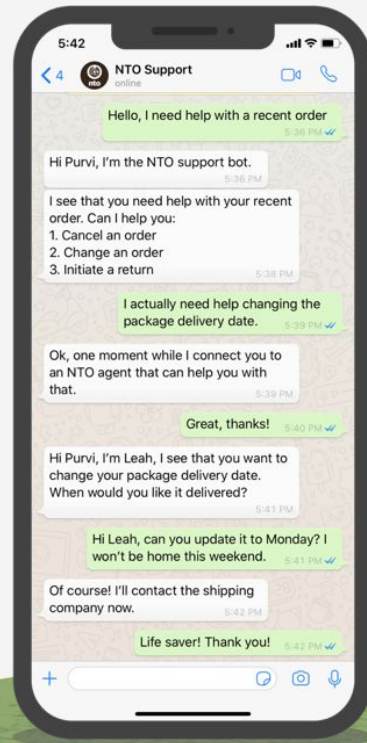 5:42
4
nto
NTO Support
online
Hello, I need help with a recent order
5:36 PM
Hi Purvi, I'm the NTO support bot.
5:36 PM
I see that you need help with your recent
order. Can I help you:
1. Cancel an order
2. Change an order
3. Initiate a return
5:38 PM
I actually need help changing the
package delivery date.
5:39 PM
Ok, one moment while I connect you to
an NTO agent that can help you with
that.
5:39 PM
Great, thanks!
5:40 PM
Hi Purvi, I'm Leah, I see that you want to
change your package delivery date.
When would you like it delivered?
5:41 PM
Hi Leah, can you update it to Monday? I
won't be home this weekend.
5:41 PM
Of course! I'll contact the shipping
company now.
5:42 PM
Life saver! Thank you!
5:42 PM